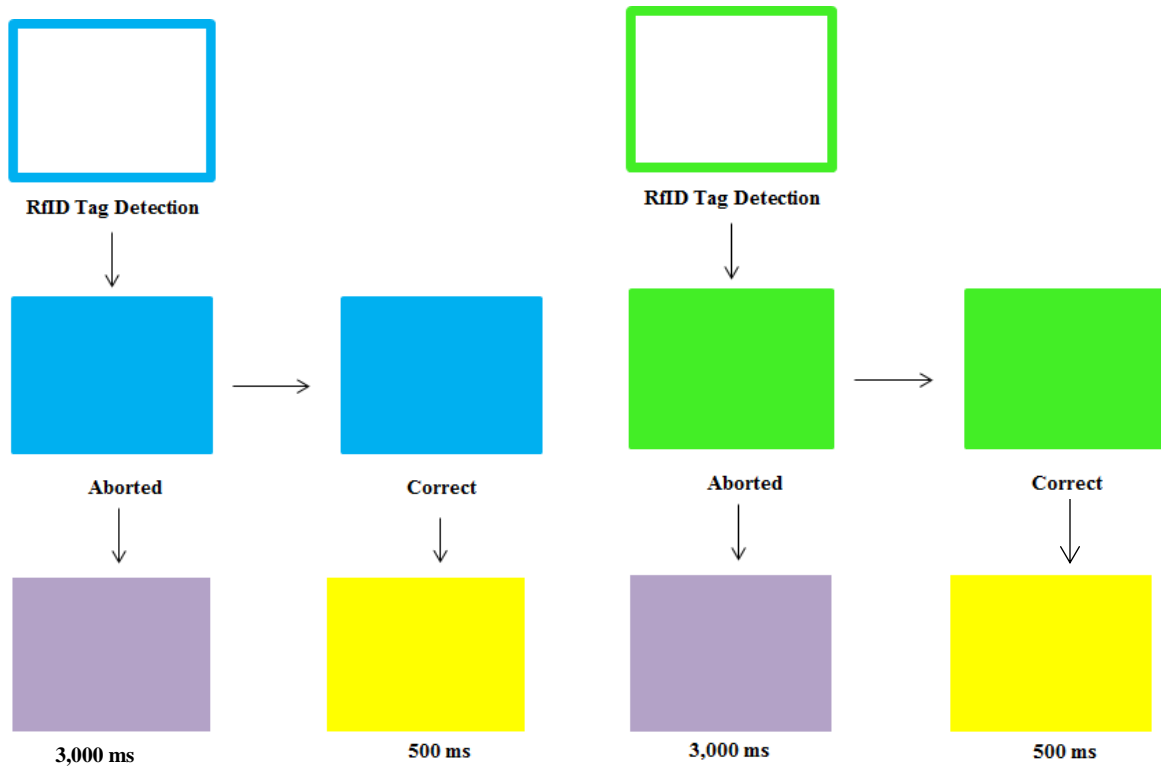 RfID Tag Detection
RfID Tag Detection
Aborted
Correct
Aborted
Correct
3,000 ms
500 ms
3,000 ms
500 ms